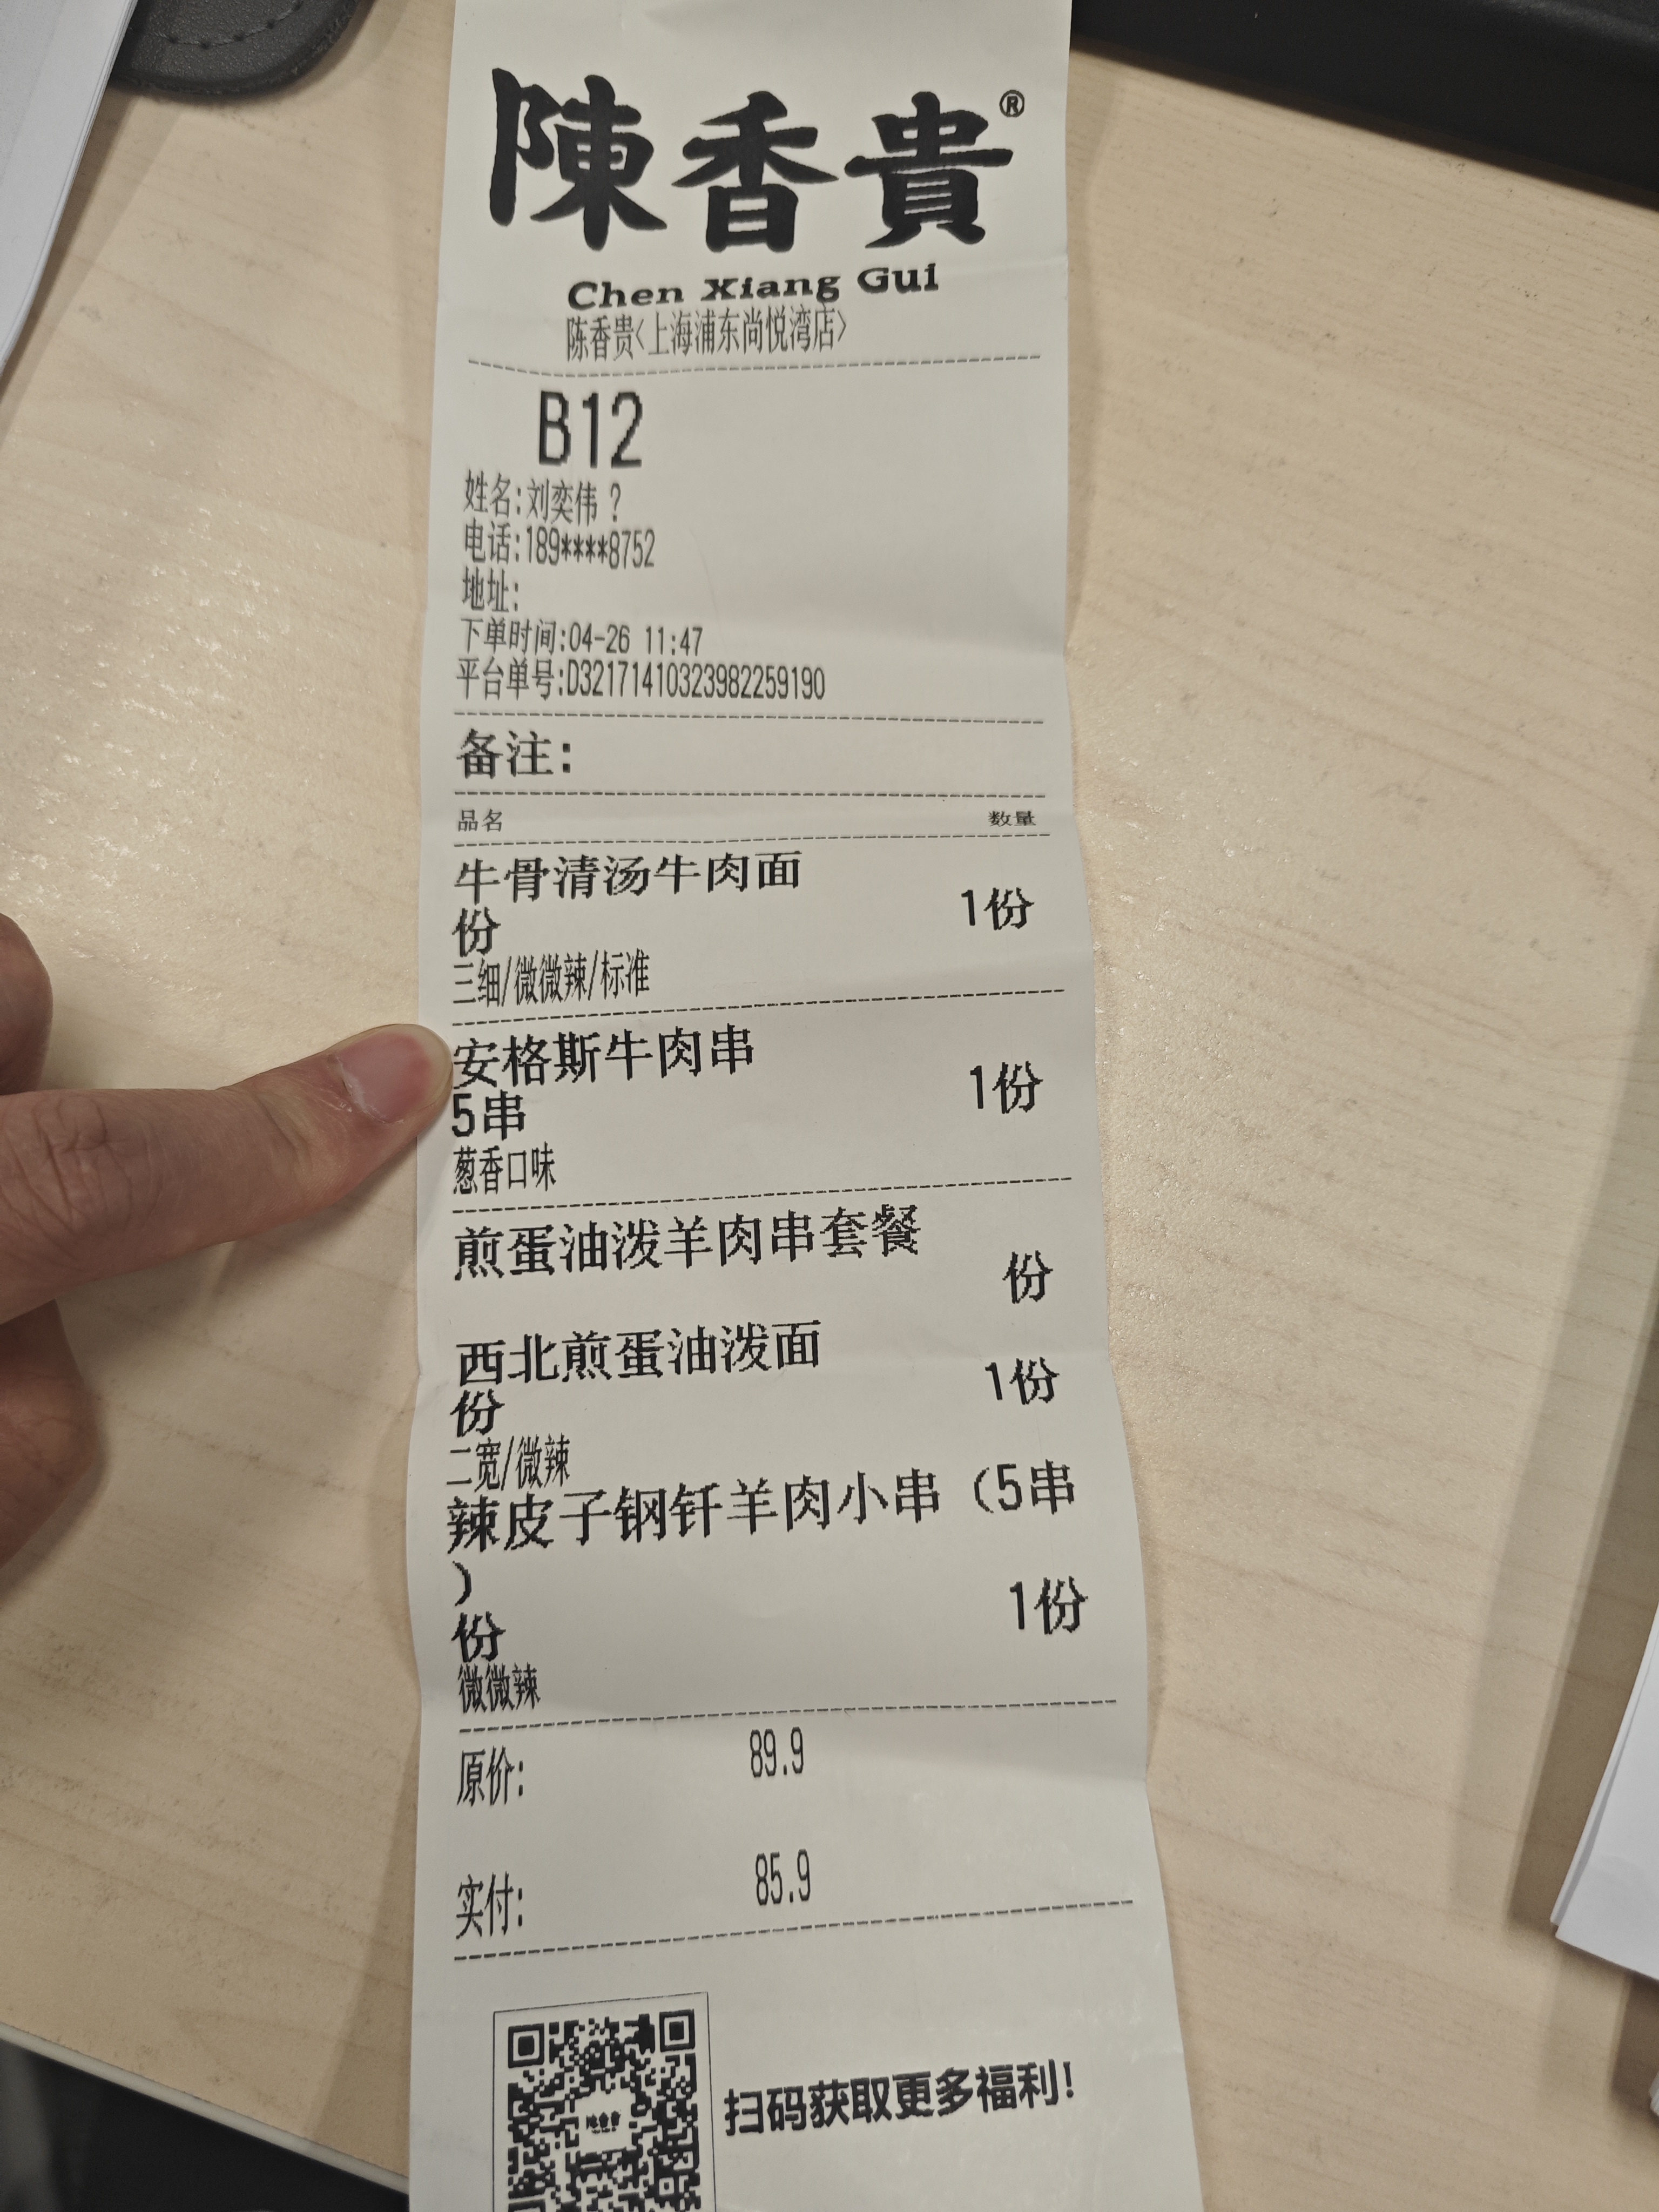 陳香貴®
Chen Xiang Gui
陈香贵<上海浦东尚悦湾店>
B12
姓名:刘奕伟 ?
电话:189****8752
地址:
下单时间:04-26 11:47
平台单号:D321714103239822591​90
备注:
品名 数量
牛骨清汤牛肉面
份 1份
三细/微微辣/标准
安格斯牛肉串
5串 1份
葱香口味
煎蛋油泼羊肉串套餐
份
西北煎蛋油泼面
份 1份
二宽/微辣
辣皮子钢钎羊肉小串（5串
）
份 1份
微微辣
原价: 89.9
实付: 85.9
扫码获取更多福利！